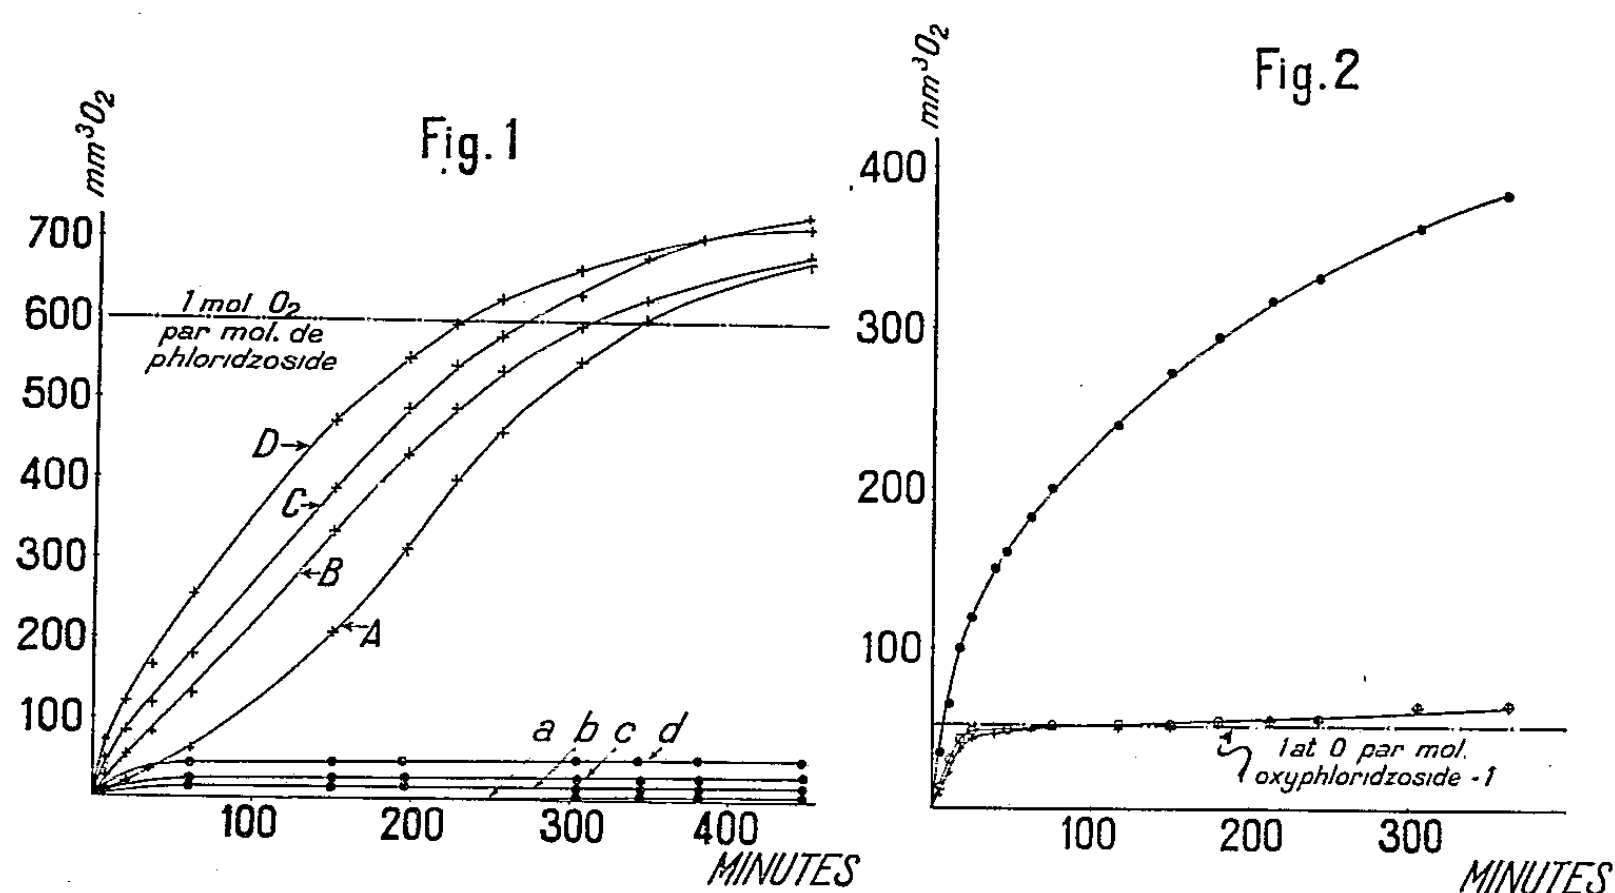 Fig. 1
mm³O₂
700
600
500
400
300
200
100
1 mol O₂
par mol. de
phloridzoside
D
C
B
A
a b c d
100 200 300 400
MINUTES
Fig. 2
mm³O₂
400
300
200
100
1 at O par mol.
oxyphloridzoside - 1
100 200 300
MINUTES